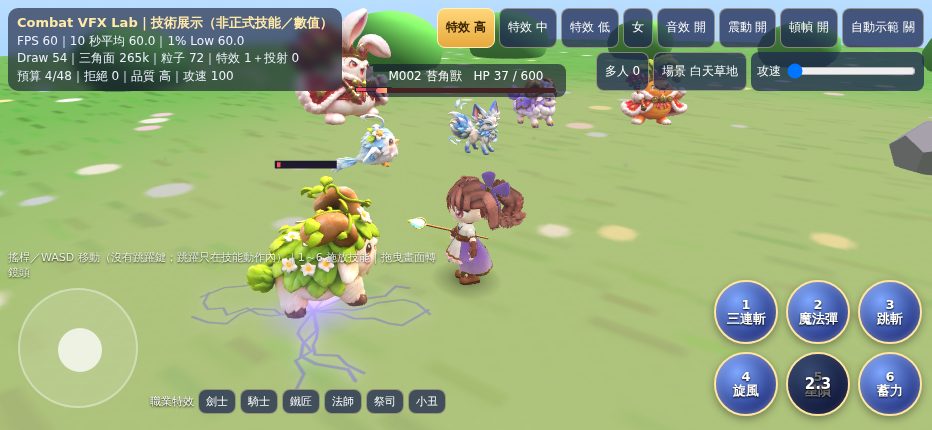 Combat VFX Lab｜技術展示（非正式技能／數值）
FPS 60｜10 秒平均 60.0｜1% Low 60.0
Draw 54｜三角面 265k｜粒子 72｜特效 1＋投射 0
預算 4/48｜拒絕 0｜品質 高｜攻速 100
特效 高
特效 中
特效 低
女
音效 開
震動 開
頓幀 開
自動示範 關
多人 0
場景 白天草地
攻速
M002 苔角獸 HP 37 / 600
搖桿／WASD 移動（沒有跳躍鍵；跳躍只在技能動作內）｜1～6 施放技能｜拖曳畫面轉
鏡頭
1
三連斬
2
魔法彈
3
跳斬
4
旋風
2.3
6
蓄力
職業特效
劍士
騎士
鐵匠
法師
祭司
小丑